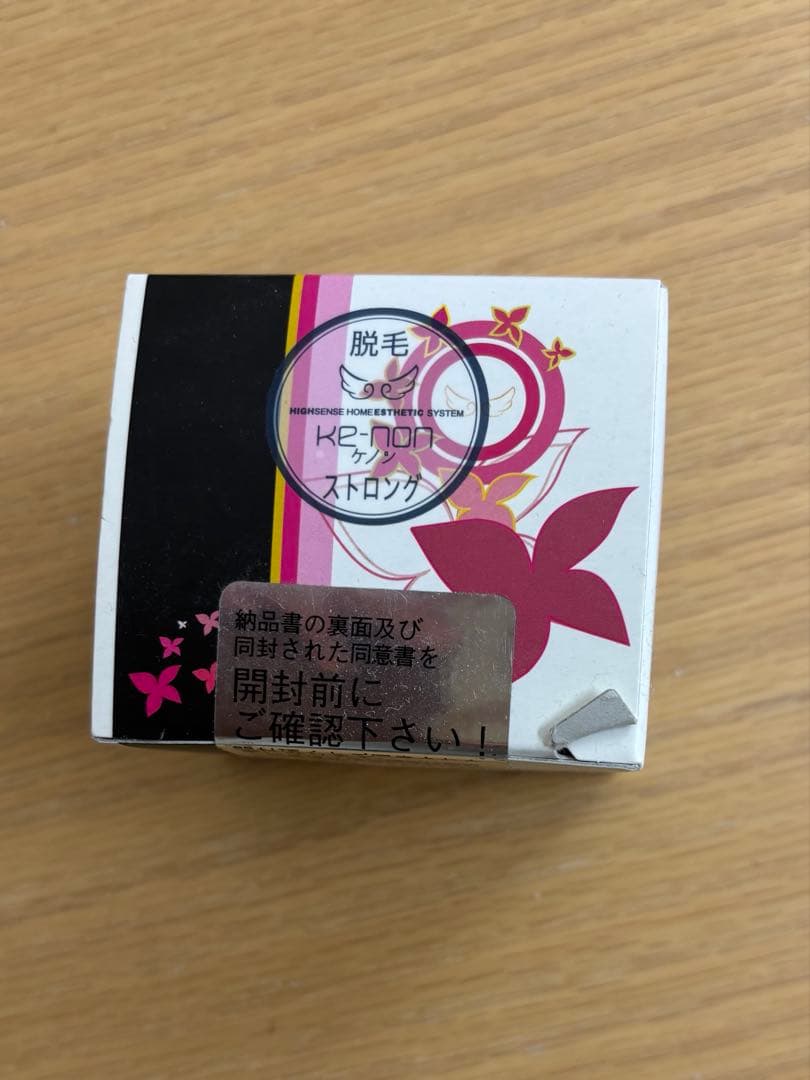 脱毛
HIGHSENSE HOME ESTHETIC SYSTEM
Ke-non
ケノン
ストロング
納品書の裏面及び
同封された同意書を
開封前に
ご確認下さい！